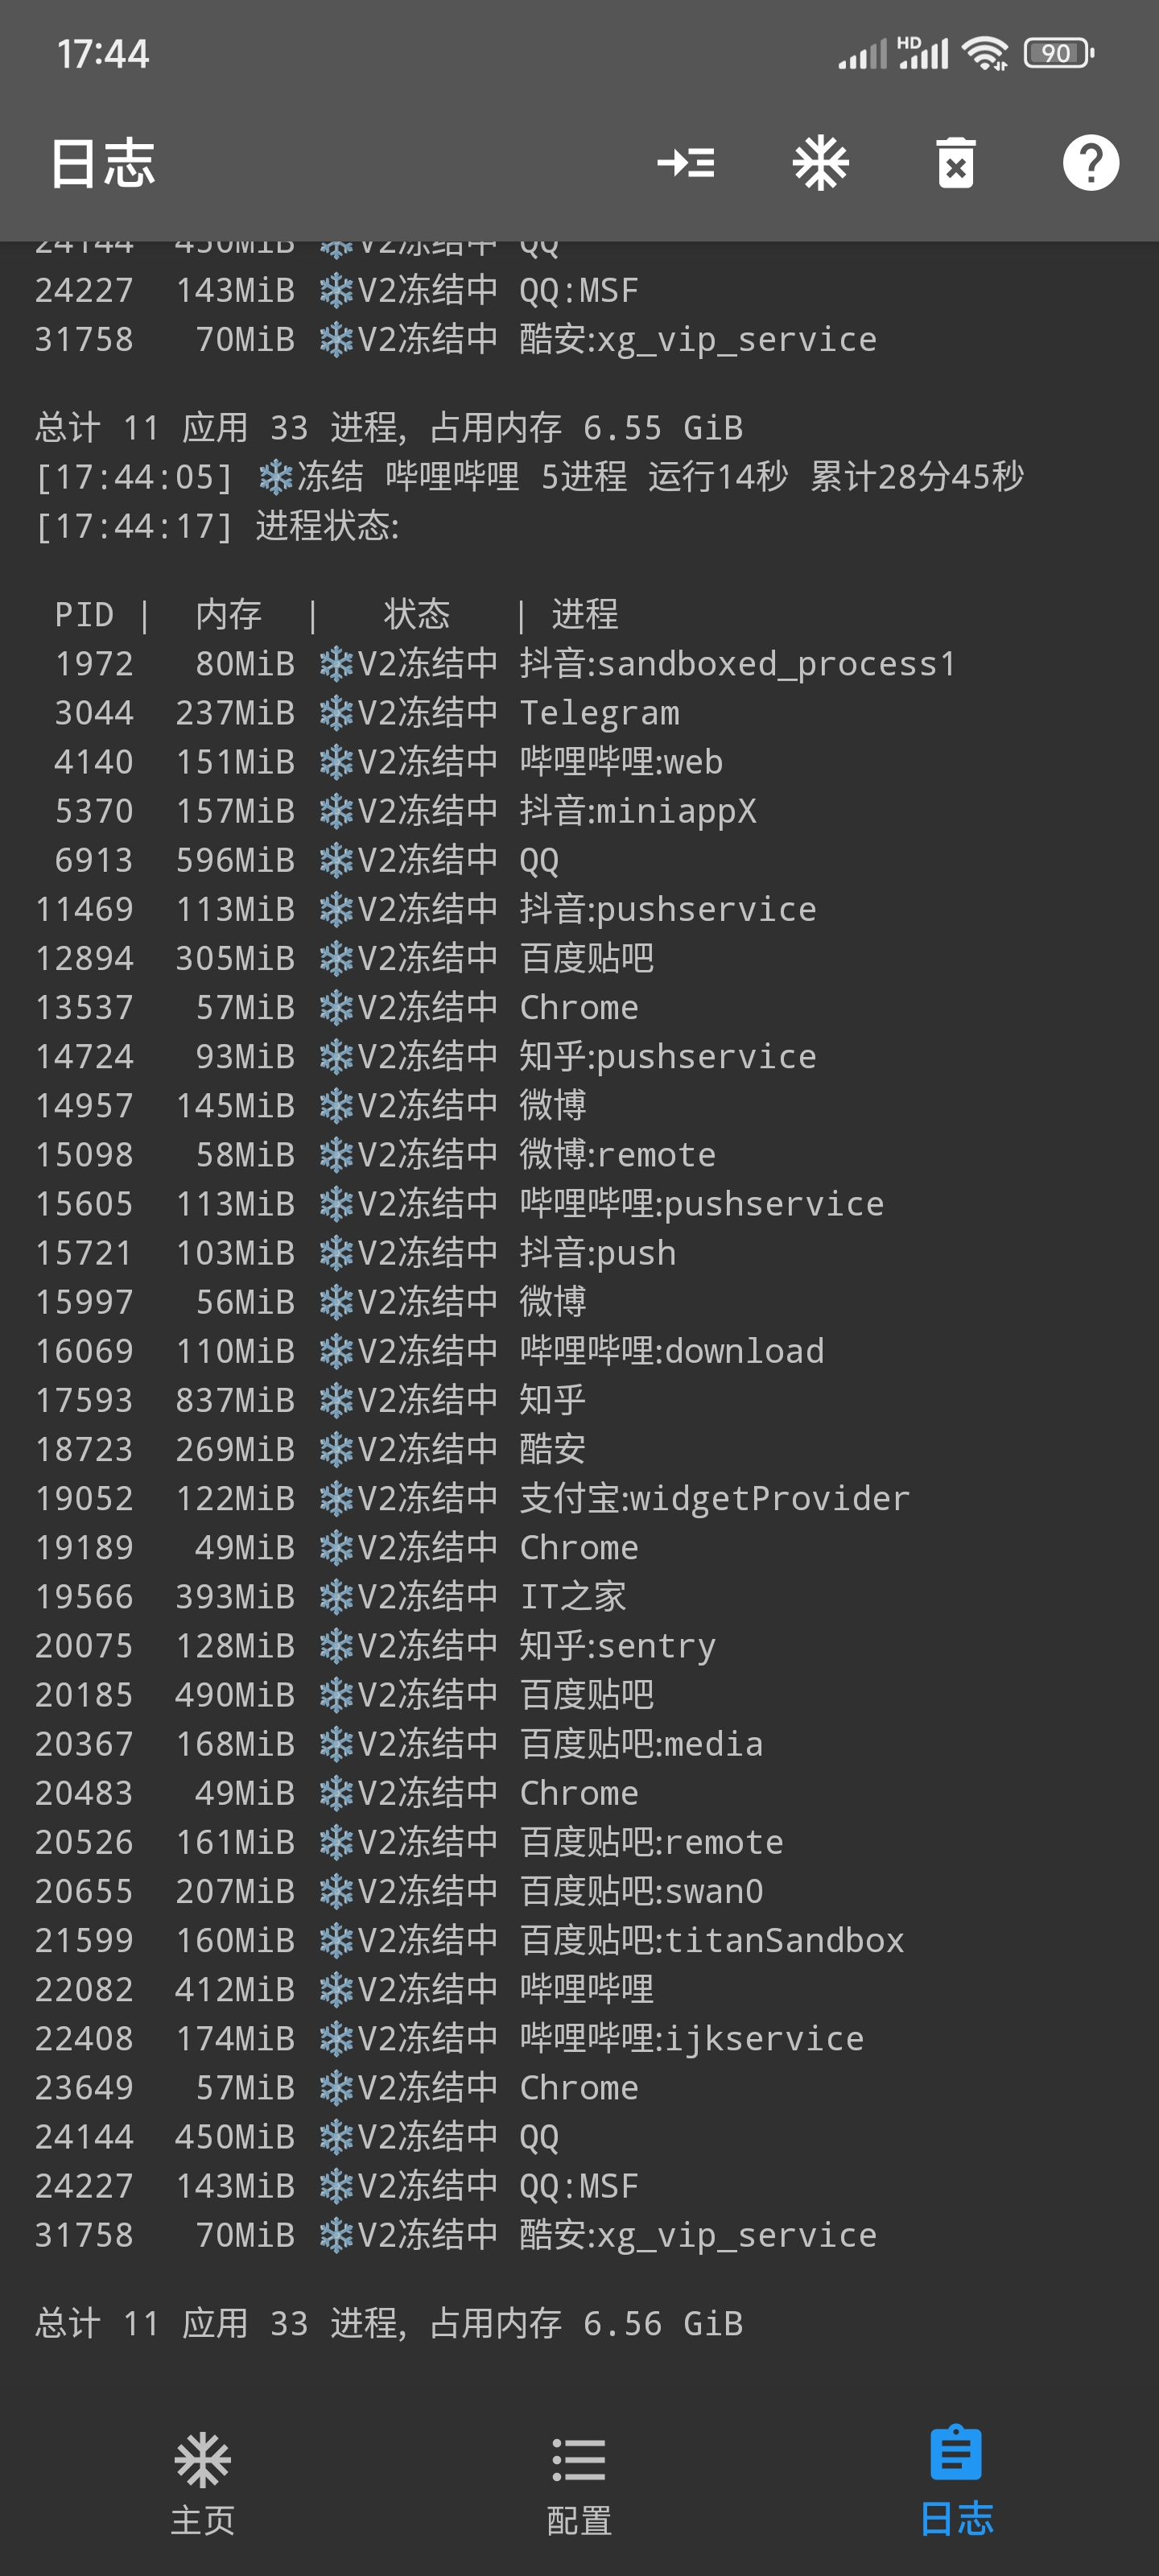 17:44
HD
90
日志
24144 450MiB ❄️V2冻结中 QQ
24227 143MiB ❄️V2冻结中 QQ:MSF
31758 70MiB ❄️V2冻结中 酷安:xg_vip_service
总计 11 应用 33 进程, 占用内存 6.55 GiB
[17:44:05] ❄️冻结 哔哩哔哩 5进程 运行14秒 累计28分45秒
[17:44:17] 进程状态:
PID | 内存 | 状态 | 进程
1972 80MiB ❄️V2冻结中 抖音:sandboxed_process1
3044 237MiB ❄️V2冻结中 Telegram
4140 151MiB ❄️V2冻结中 哔哩哔哩:web
5370 157MiB ❄️V2冻结中 抖音:miniappX
6913 596MiB ❄️V2冻结中 QQ
11469 113MiB ❄️V2冻结中 抖音:pushservice
12894 305MiB ❄️V2冻结中 百度贴吧
13537 57MiB ❄️V2冻结中 Chrome
14724 93MiB ❄️V2冻结中 知乎:pushservice
14957 145MiB ❄️V2冻结中 微博
15098 58MiB ❄️V2冻结中 微博:remote
15605 113MiB ❄️V2冻结中 哔哩哔哩:pushservice
15721 103MiB ❄️V2冻结中 抖音:push
15997 56MiB ❄️V2冻结中 微博
16069 110MiB ❄️V2冻结中 哔哩哔哩:download
17593 837MiB ❄️V2冻结中 知乎
18723 269MiB ❄️V2冻结中 酷安
19052 122MiB ❄️V2冻结中 支付宝:widgetProvider
19189 49MiB ❄️V2冻结中 Chrome
19566 393MiB ❄️V2冻结中 IT之家
20075 128MiB ❄️V2冻结中 知乎:sentry
20185 490MiB ❄️V2冻结中 百度贴吧
20367 168MiB ❄️V2冻结中 百度贴吧:media
20483 49MiB ❄️V2冻结中 Chrome
20526 161MiB ❄️V2冻结中 百度贴吧:remote
20655 207MiB ❄️V2冻结中 百度贴吧:swan0
21599 160MiB ❄️V2冻结中 百度贴吧:titanSandbox
22082 412MiB ❄️V2冻结中 哔哩哔哩
22408 174MiB ❄️V2冻结中 哔哩哔哩:ijkservice
23649 57MiB ❄️V2冻结中 Chrome
24144 450MiB ❄️V2冻结中 QQ
24227 143MiB ❄️V2冻结中 QQ:MSF
31758 70MiB ❄️V2冻结中 酷安:xg_vip_service
总计 11 应用 33 进程, 占用内存 6.56 GiB
主页
配置
日志